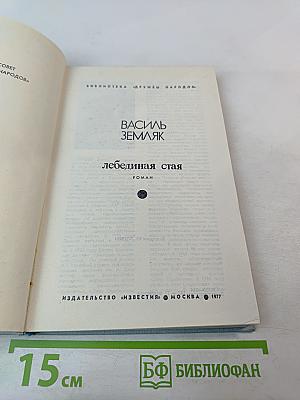 СОВЕТ
НАРОДОВ»
БИБЛИОТЕКА «ДРУЖБЫ НАРОДОВ»
ВАСИЛЬ
ЗЕМЛЯК
лебединая стая
РОМАН
ИЗДАТЕЛЬСТВО «ИЗВЕСТИЯ» ● МОСКВА ● 1977
15 см
БФ БИБЛИОФАН